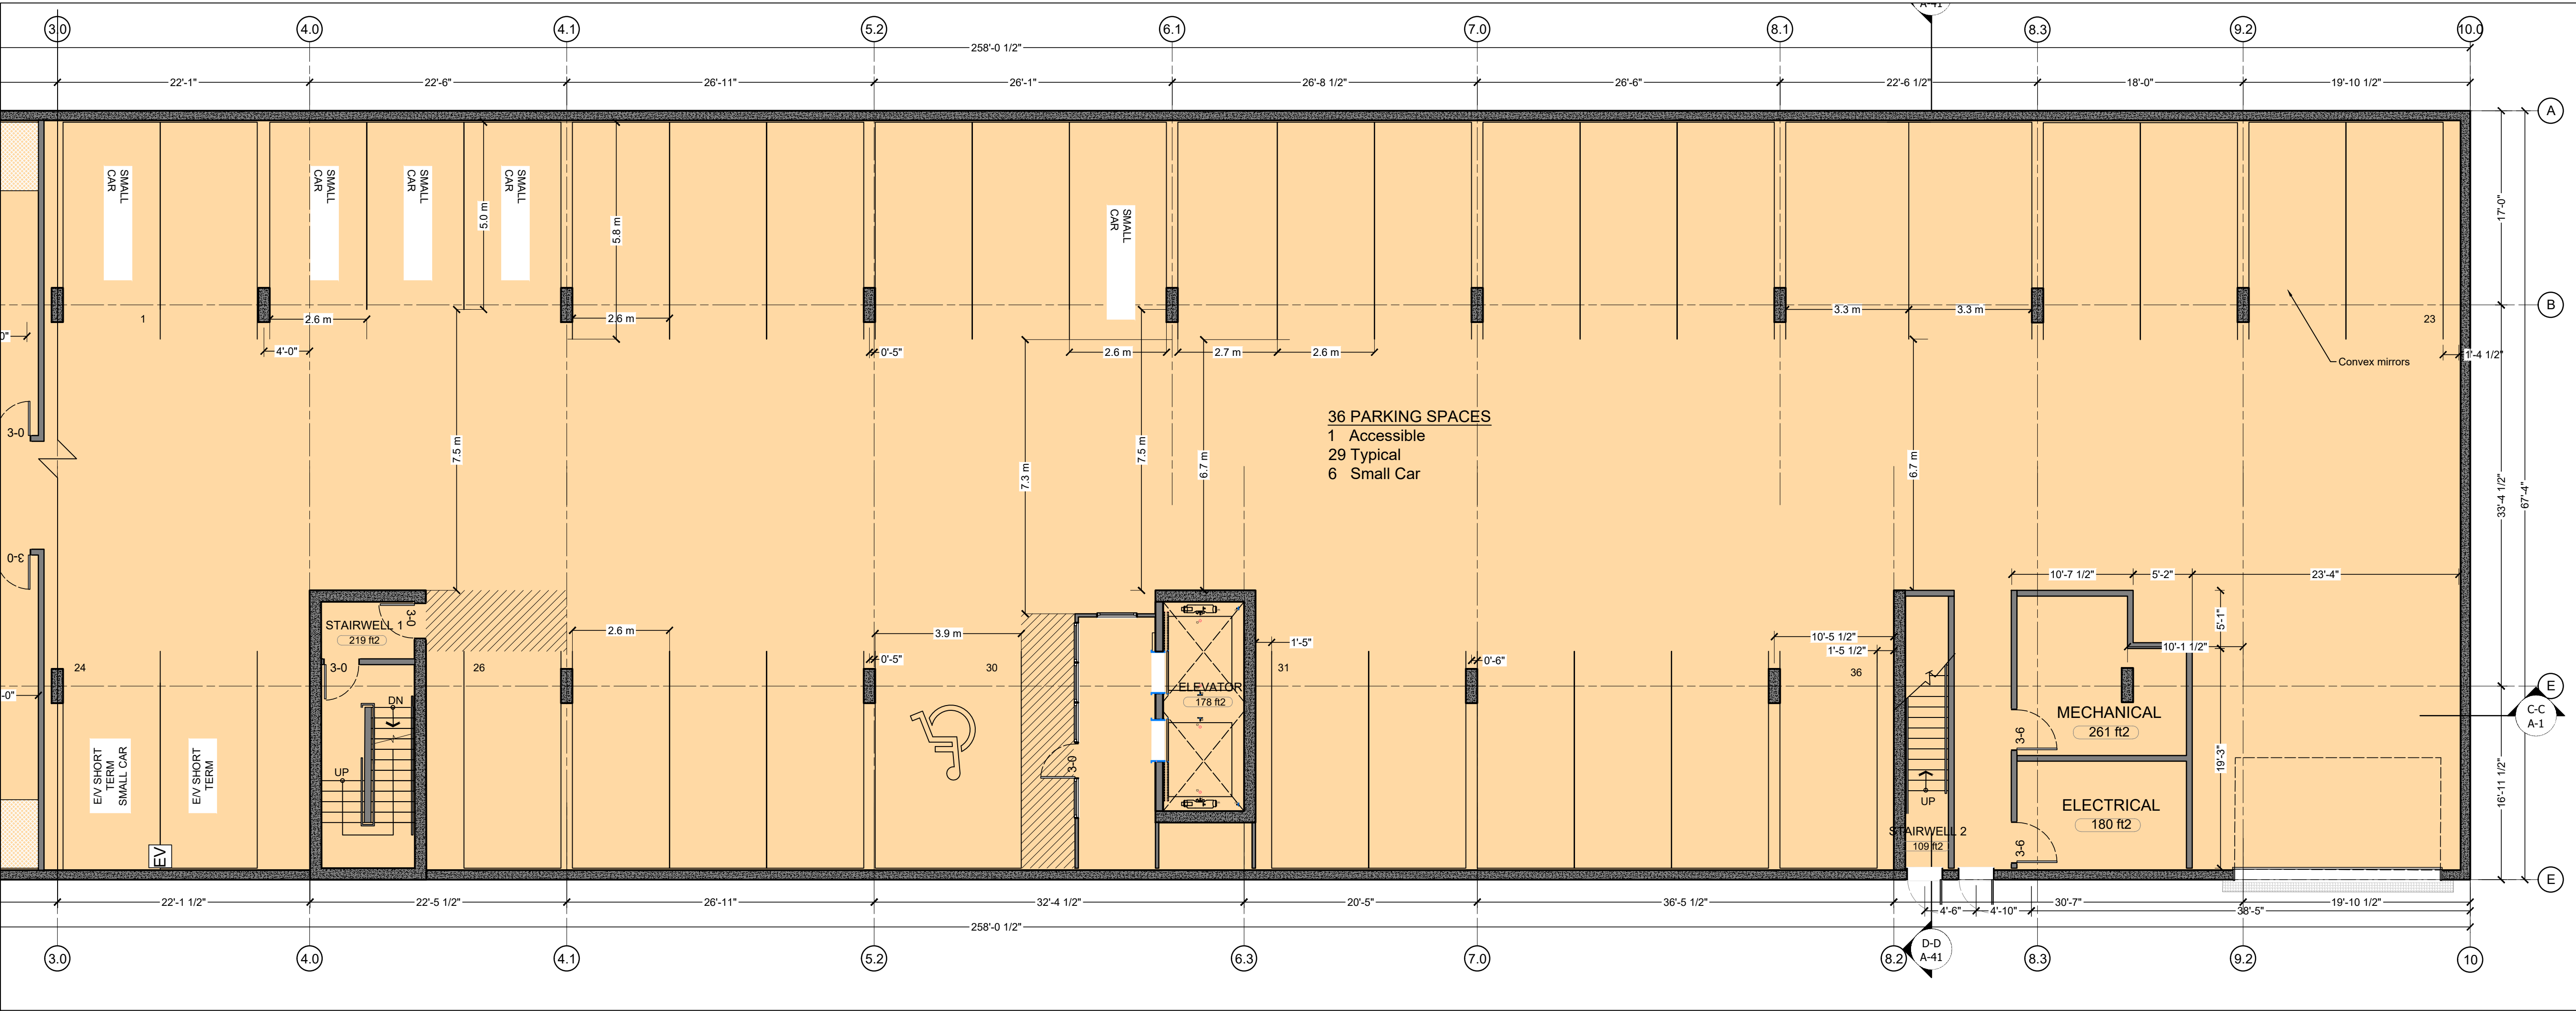 A-41
3.0 4.0 4.1 5.2 6.1 7.0 8.1 8.3 9.2 10.0
258'-0 1/2"
22'-1" 22'-6" 26'-11" 26'-1" 26'-8 1/2" 26'-6" 22'-6 1/2" 18'-0" 19'-10 1/2"
A
SMALL
CAR
SMALL
CAR
SMALL
CAR
SMALL
CAR
5.0 m
5.8 m
SMALL
CAR
17'-0"
B
1
2.6 m
2.6 m
3.3 m
3.3 m
23
0"
4'-0"
0'-5"
2.6 m
2.7 m
2.6 m
1'-4 1/2"
Convex mirrors
36 PARKING SPACES
1 Accessible
29 Typical
6 Small Car
3-0
7.5 m
7.3 m
7.5 m
6.7 m
6.7 m
33'-4 1/2"
67'-4"
3-0
10'-7 1/2"
5'-2"
23'-4"
3-0
STAIRWELL 1
219 ft2
2.6 m
3.9 m
0'-5"
1'-5"
10'-5 1/2"
1'-5 1/2"
5'-1"
10'-1 1/2"
24
3-0
26
30
31
36
-0"
ELEVATOR
178 ft2
0'-6"
E
DN
UP
MECHANICAL
261 ft2
3-6
C-C
A-1
E/V SHORT
TERM
SMALL CAR
E/V SHORT
TERM
3-0
19'-3"
16'-11 1/2"
UP
ELECTRICAL
180 ft2
STAIRWELL 2
109 ft2
3-6
EV
E
22'-1 1/2" 22'-5 1/2" 26'-11" 32'-4 1/2" 20'-5" 36'-5 1/2" 30'-7" 19'-10 1/2"
4'-6" 4'-10" 38'-5"
258'-0 1/2"
D-D
A-41
3.0 4.0 4.1 5.2 6.3 7.0 8.2 8.3 9.2 10